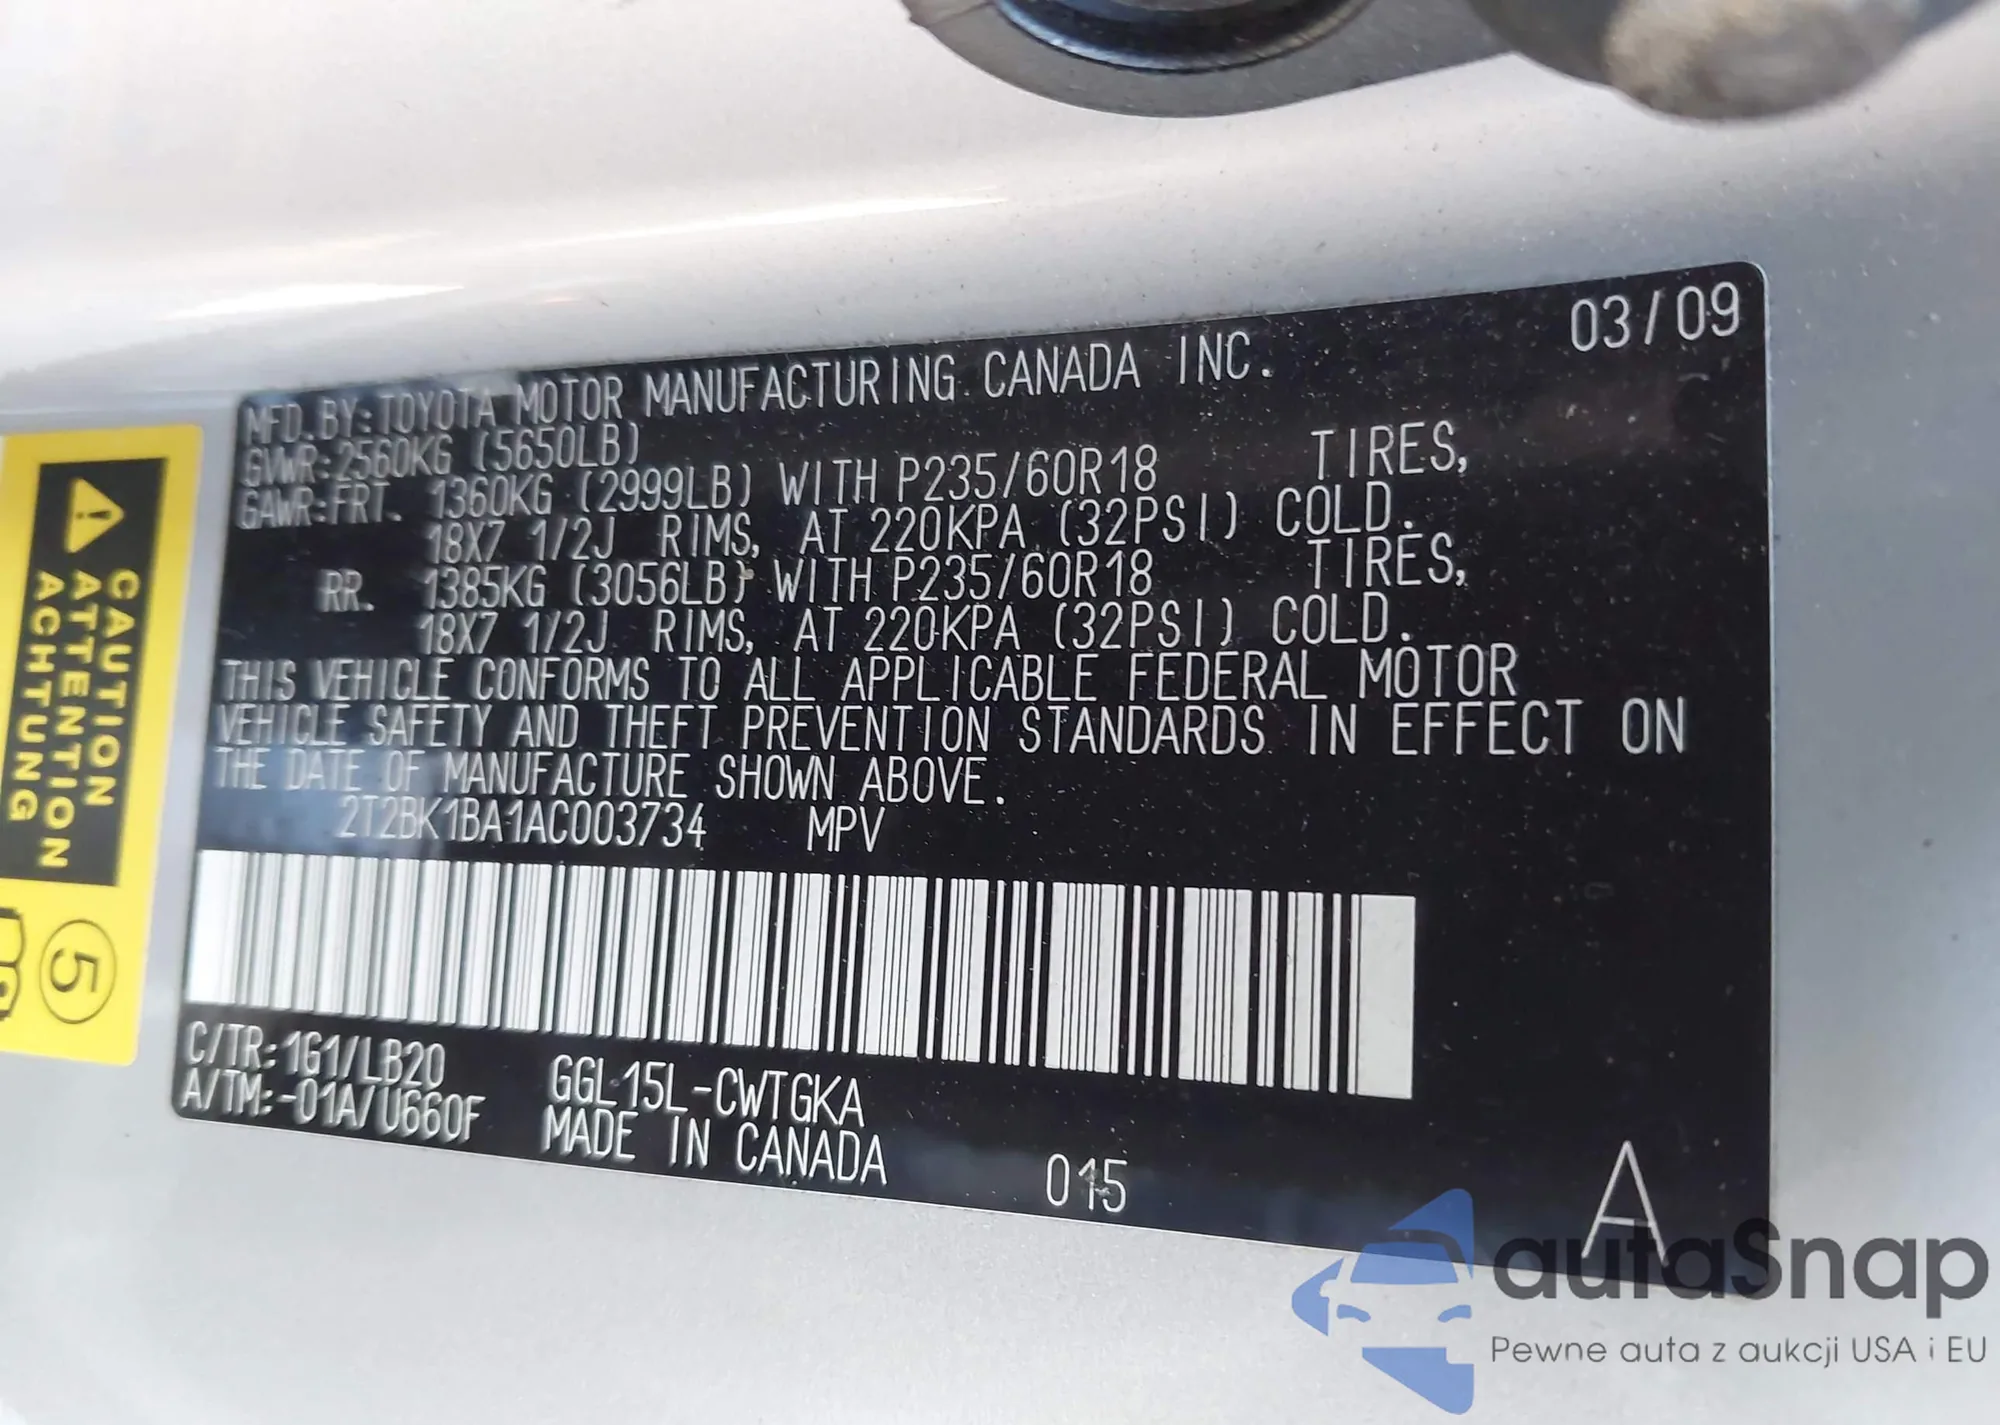 03/09
MFD. BY: TOYOTA MOTOR MANUFACTURING CANADA INC.
GVWR: 2560KG (5650LB)
GAWR: FRT. 1360KG (2999LB) WITH P235/60R18 TIRES,
18X7 1/2J RIMS, AT 220KPA (32PSI) COLD.
RR. 1385KG (3056LB) WITH P235/60R18 TIRES,
18X7 1/2J RIMS, AT 220KPA (32PSI) COLD.
THIS VEHICLE CONFORMS TO ALL APPLICABLE FEDERAL MOTOR
VEHICLE SAFETY AND THEFT PREVENTION STANDARDS IN EFFECT ON
THE DATE OF MANUFACTURE SHOWN ABOVE.
2T2BK1BA1AC003734 MPV
C/TR: 1G1/LB20 GGL15L-CWTGKA
A/TM: -01A/U660F MADE IN CANADA 015
A
CAUTION
ATTENTION
ACHTUNG
5
autaSnap
Pewne auta z aukcji USA i EU